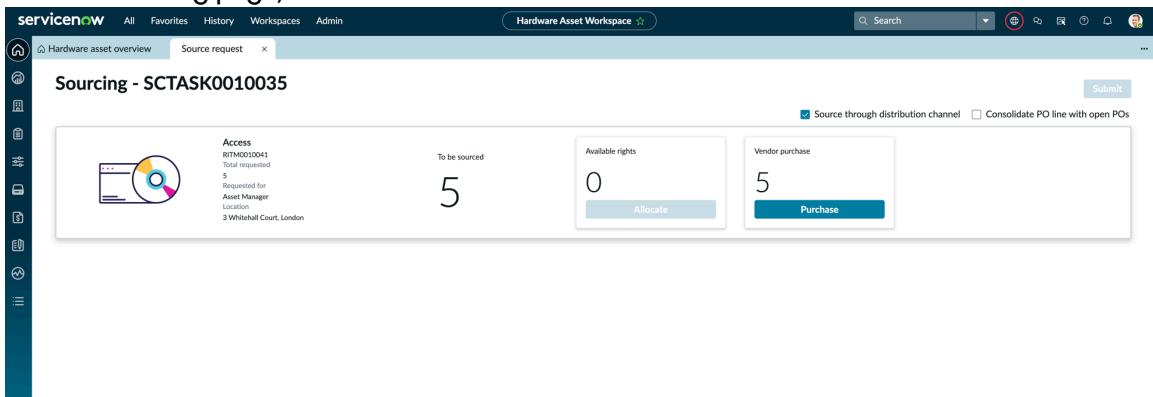 servicenow All Favorites History Workspaces Admin Hardware Asset Workspace Search
Hardware asset overview Source request ×
Sourcing - SCTASK0010035
Submit
Source through distribution channel Consolidate PO line with open POs
Access
RITM0010041
Total requested
5
Requested for
Asset Manager
Location
3 Whitehall Court, London
To be sourced
5
Available rights
0
Allocate
Vendor purchase
5
Purchase